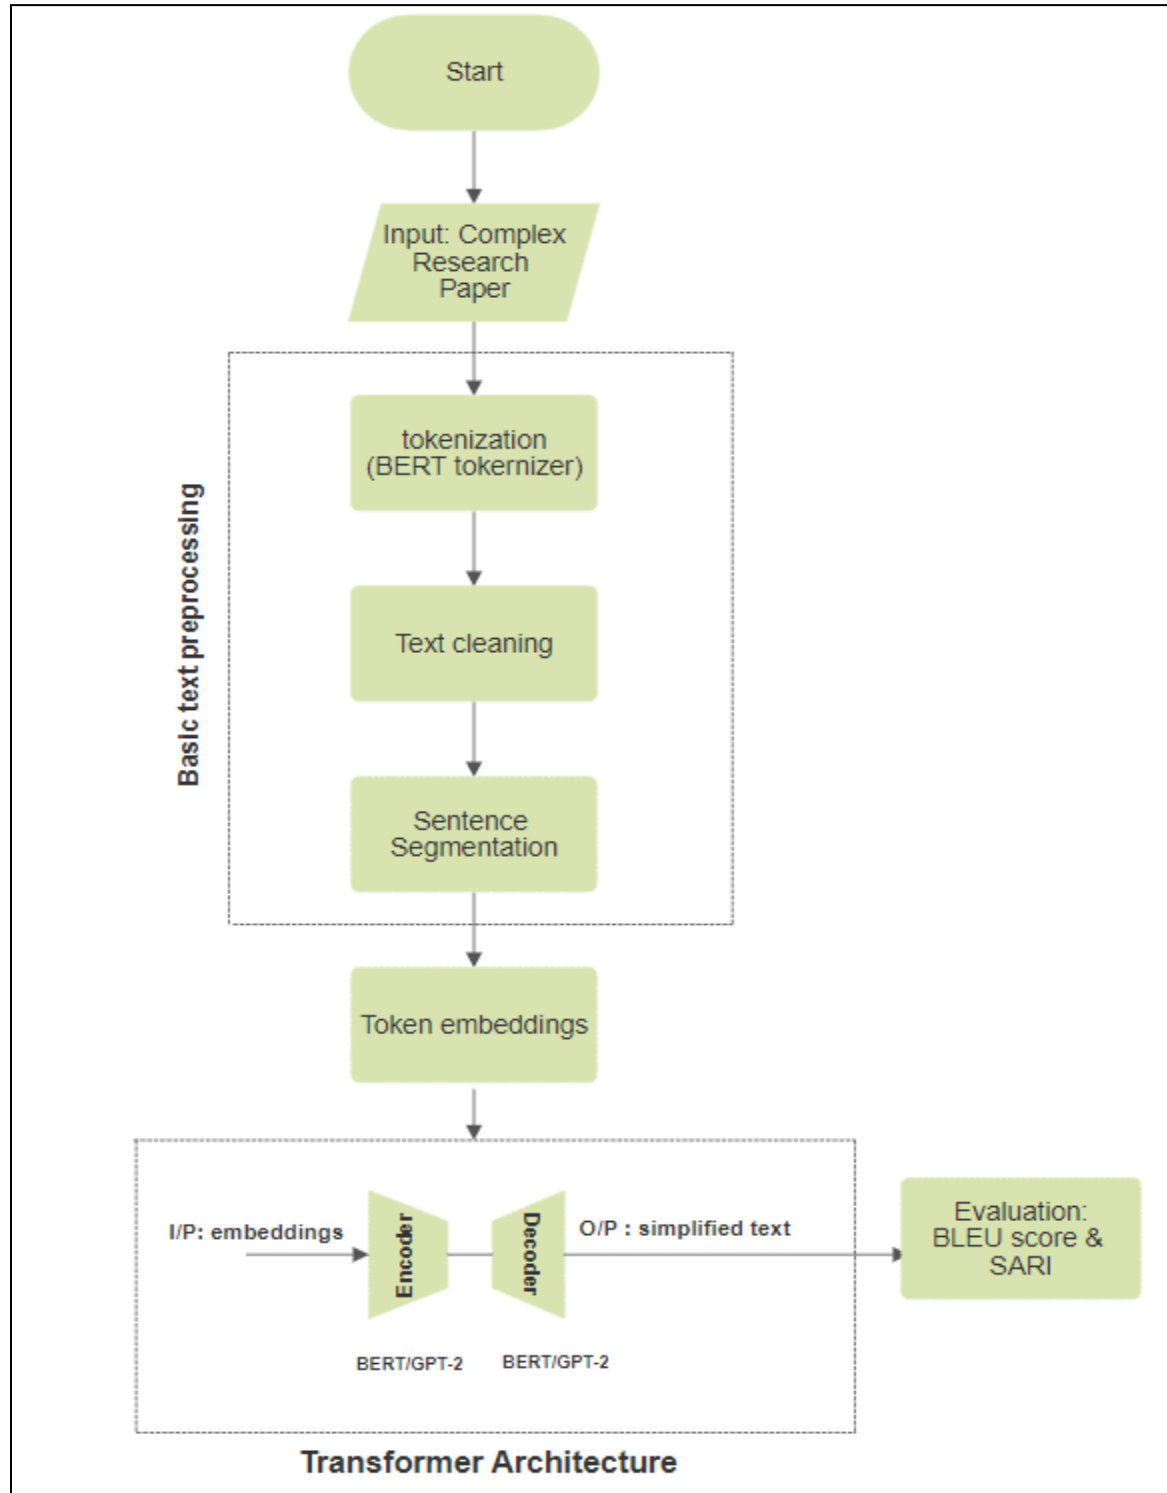 Start
Input: Complex
Research
Paper
Basic text preprocessing
tokenization
(BERT tokernizer)
Text cleaning
Sentence
Segmentation
Token embeddings
I/P: embeddings
Encoder
Decoder
O/P : simplified text
BERT/GPT-2
BERT/GPT-2
Evaluation:
BLEU score &
SARI
Transformer Architecture